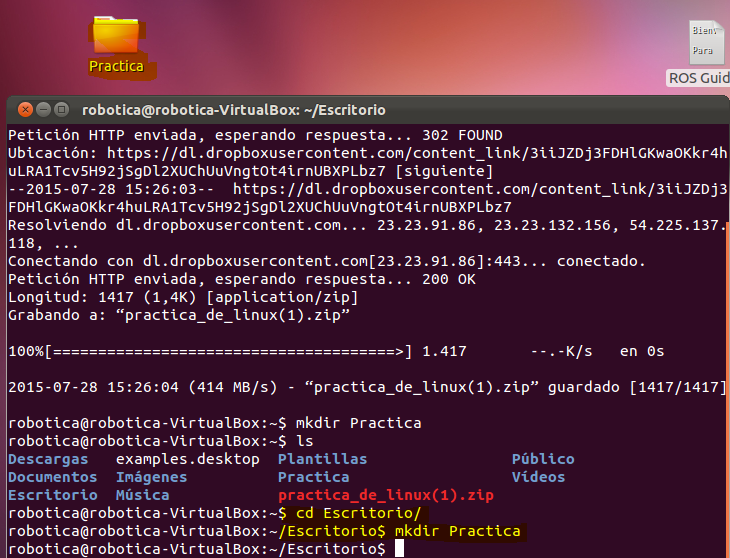 Practica
Bient
Para
ROS Guid
robotica@robotica-VirtualBox: ~/Escritorio
Petición HTTP enviada, esperando respuesta... 302 FOUND
Ubicación: https://dl.dropboxusercontent.com/content_link/3iiJZDj3FDHlGKwaOKkr4h
uLRA1Tcv5H92jSgDl2XUChUuVngtOt4irnUBXPLbz7 [siguiente]
--2015-07-28 15:26:03--  https://dl.dropboxusercontent.com/content_link/3iiJZDj3
FDHlGKwaOKkr4huLRA1Tcv5H92jSgDl2XUChUuVngtOt4irnUBXPLbz7
Resolviendo dl.dropboxusercontent.com... 23.23.91.86, 23.23.132.156, 54.225.137.
118, ...
Conectando con dl.dropboxusercontent.com[23.23.91.86]:443... conectado.
Petición HTTP enviada, esperando respuesta... 200 OK
Longitud: 1417 (1,4K) [application/zip]
Grabando a: “practica_de_linux(1).zip”
100%[======================================>] 1.417       --.-K/s   en 0s
2015-07-28 15:26:04 (414 MB/s) - “practica_de_linux(1).zip” guardado [1417/1417]
robotica@robotica-VirtualBox:~$ mkdir Practica
robotica@robotica-VirtualBox:~$ ls
Descargas   examples.desktop  Plantillas                Público
Documentos  Imágenes          Practica                  Vídeos
Escritorio  Música            practica_de_linux(1).zip
robotica@robotica-VirtualBox:~$ cd Escritorio/
robotica@robotica-VirtualBox:~/Escritorio$ mkdir Practica
robotica@robotica-VirtualBox:~/Escritorio$